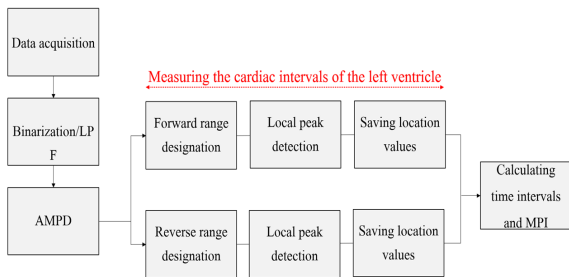 Data acquisition
Measuring the cardiac intervals of the left ventricle
Binarization/LP
F
Forward range
designation
Local peak
detection
Saving location
values
AMPD
Reverse range
designation
Local peak
detection
Saving location
values
Calculating
time intervals
and MPI